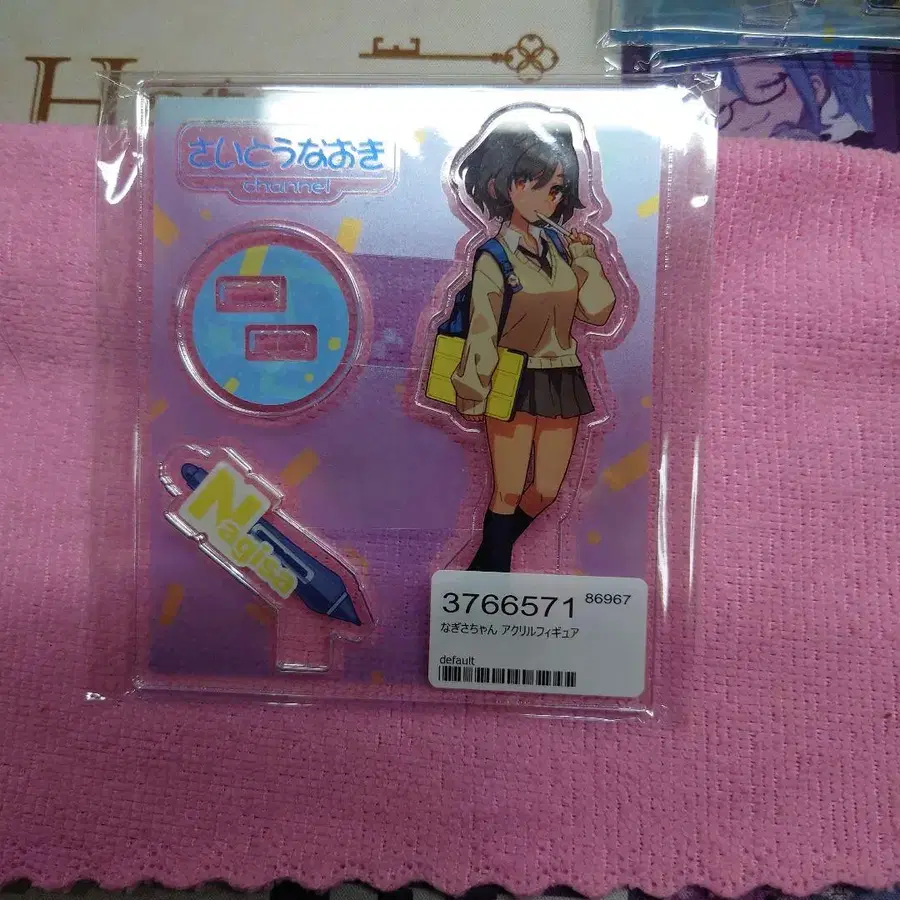 H
さいとうなおき
channel
Nagisa
3766571 86967
なぎさちゃん アクリルフィギュア
default